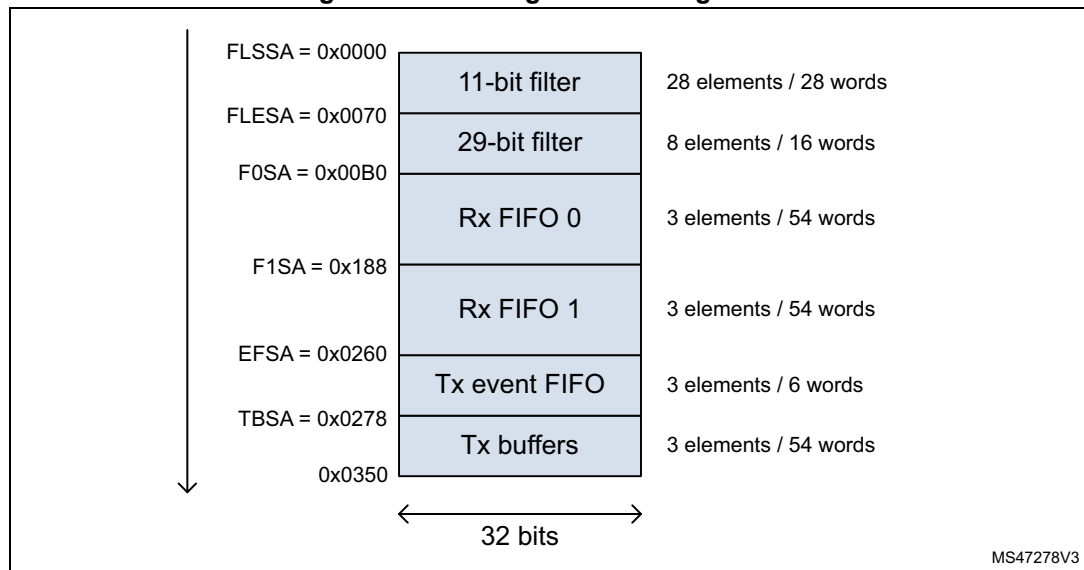 FLSSA = 0x0000
11-bit filter
28 elements / 28 words
FLESA = 0x0070
29-bit filter
8 elements / 16 words
F0SA = 0x00B0
Rx FIFO 0
3 elements / 54 words
F1SA = 0x188
Rx FIFO 1
3 elements / 54 words
EFSA = 0x0260
Tx event FIFO
3 elements / 6 words
TBSA = 0x0278
Tx buffers
3 elements / 54 words
0x0350
32 bits
MS47278V3